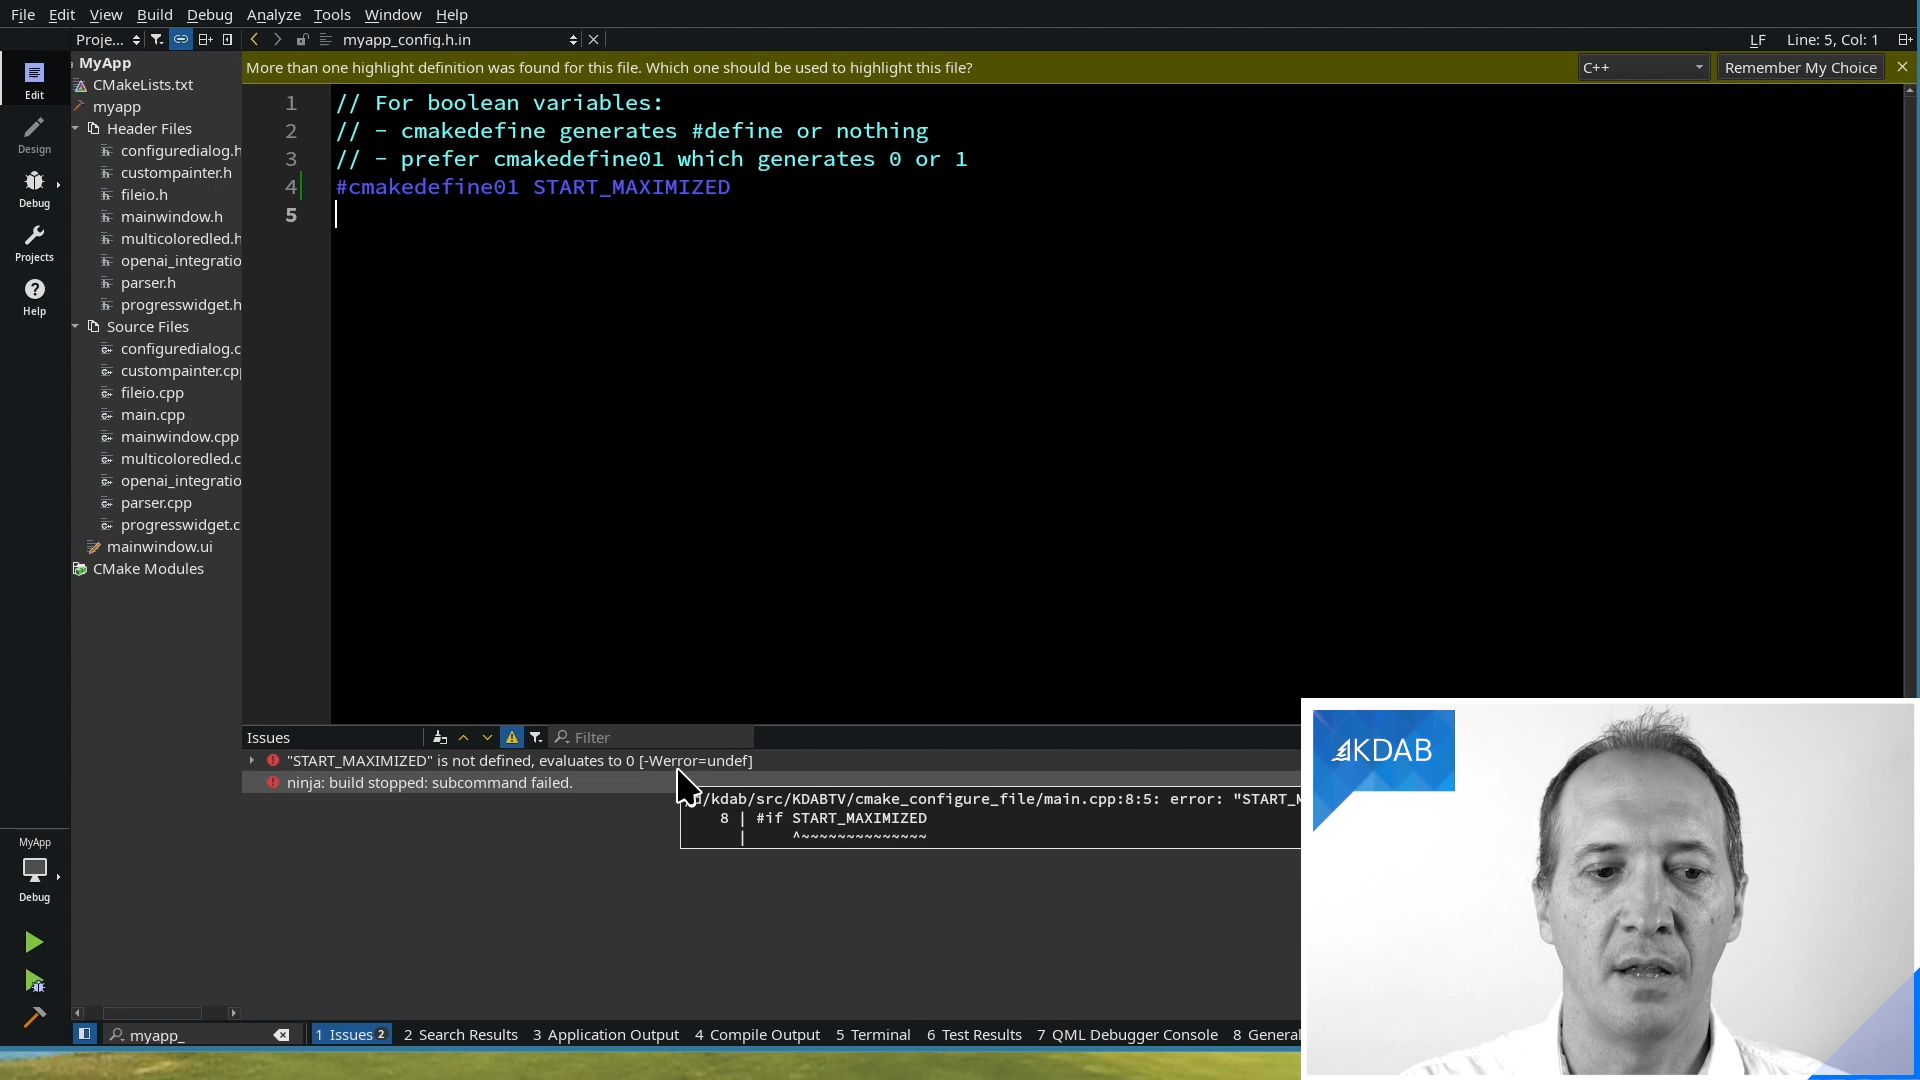 File Edit View Build Debug Analyze Tools Window Help
Proje... myapp_config.h.in LF Line: 5, Col: 1
More than one highlight definition was found for this file. Which one should be used to highlight this file? C++ Remember My Choice
MyApp
CMakeLists.txt
myapp
Header Files
configuredialog.h
custompainter.h
fileio.h
mainwindow.h
multicoloredled.h
openai_integratio
parser.h
progresswidget.h
Source Files
configuredialog.c
custompainter.cpp
fileio.cpp
main.cpp
mainwindow.cpp
multicoloredled.c
openai_integratio
parser.cpp
progresswidget.c
mainwindow.ui
CMake Modules
Edit
Design
Debug
Projects
Help
MyApp
Debug
1 // For boolean variables:
2 // - cmakedefine generates #define or nothing
3 // - prefer cmakedefine01 which generates 0 or 1
4 #cmakedefine01 START_MAXIMIZED
5
Issues Filter
"START_MAXIMIZED" is not defined, evaluates to 0 [-Werror=undef]
ninja: build stopped: subcommand failed.
/kdab/src/KDABTV/cmake_configure_file/main.cpp:8:5: error: "START_M
8 | #if START_MAXIMIZED
| ^~~~~~~~~~~~~~~
KDAB
myapp_ 1 Issues 2 2 Search Results 3 Application Output 4 Compile Output 5 Terminal 6 Test Results 7 QML Debugger Console 8 General